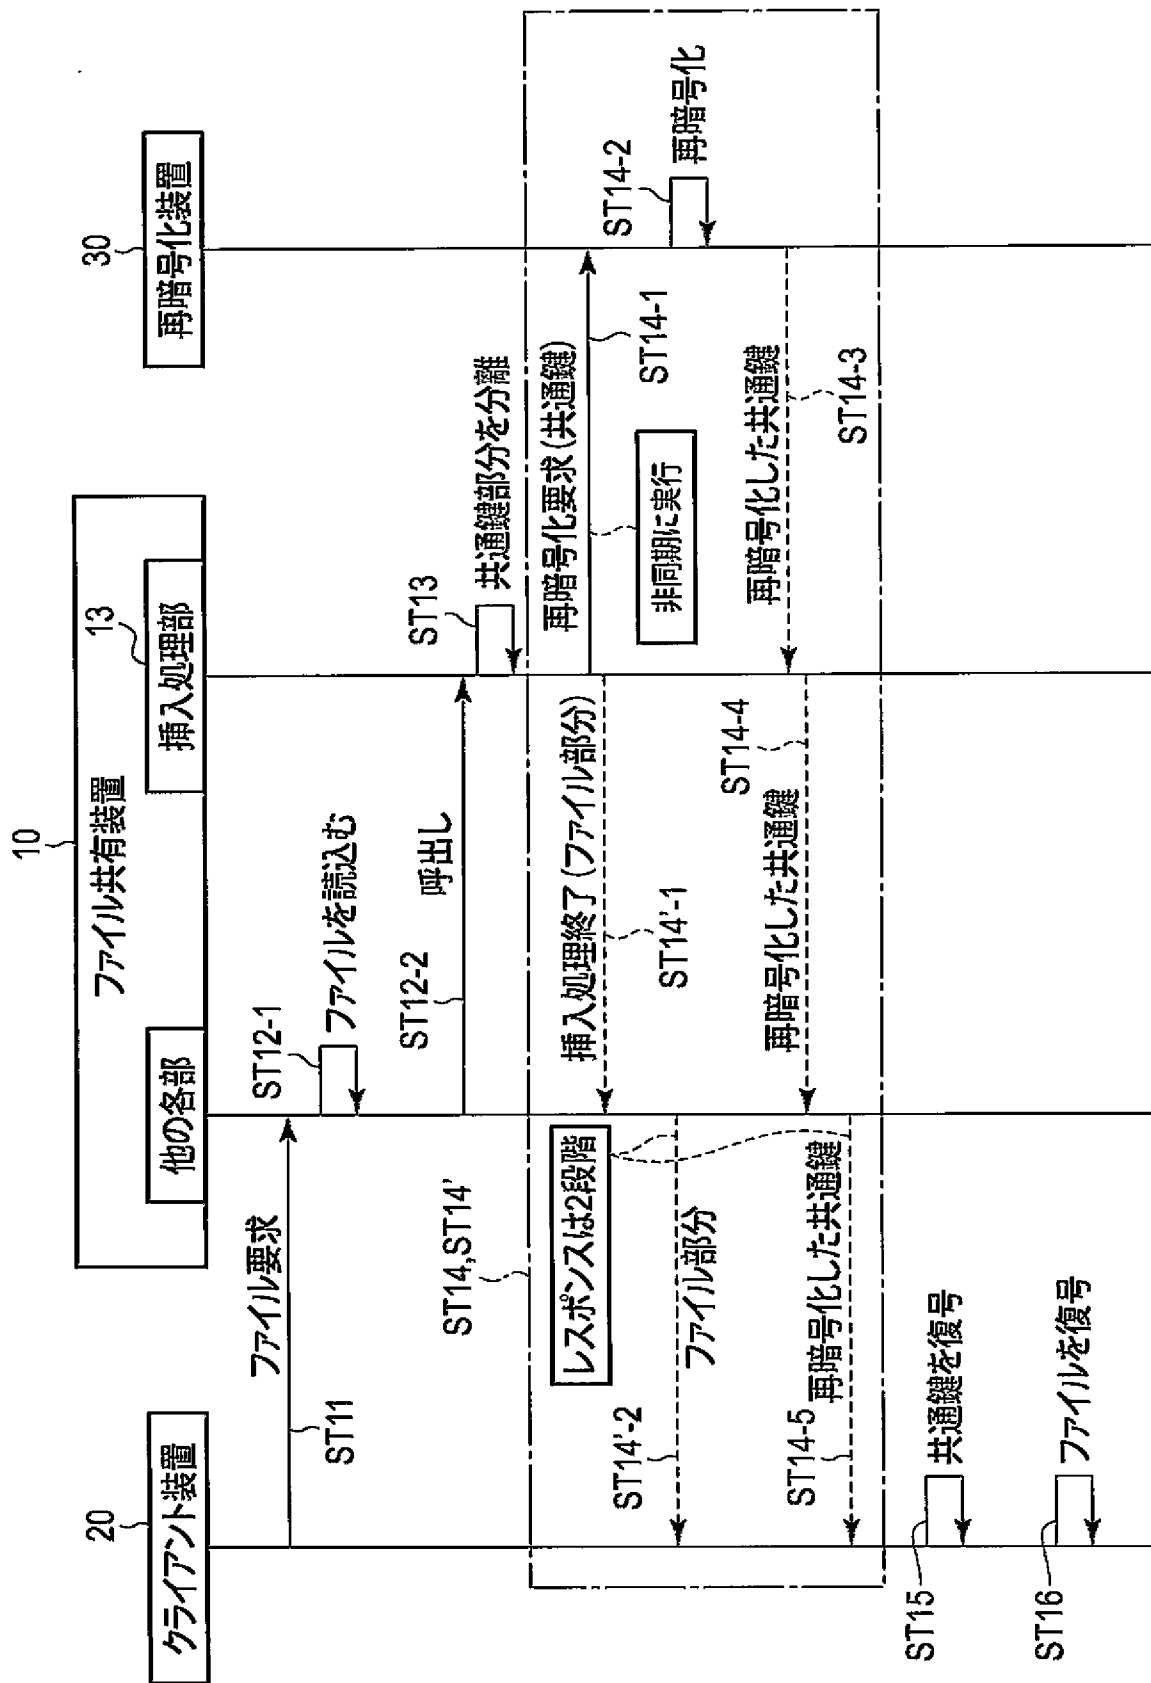 10
ファイル共有装置
20
クライアント装置
他の各部
13
挿入処理部
30
再暗号化装置
ファイル要求
ST11
ST12-1
ファイルを読込む
ST12-2
呼出し
ST13
共通鍵部分を分離
ST14,ST14'
再暗号化要求(共通鍵)
ST14-1
非同期に実行
挿入処理終了(ファイル部分)
ST14'-1
レスポンスは2段階
ST14'-2
ファイル部分
ST14-2
再暗号化
再暗号化した共通鍵
ST14-3
ST14-4
再暗号化した共通鍵
ST14-5
再暗号化した共通鍵
ST15
共通鍵を復号
ST16
ファイルを復号